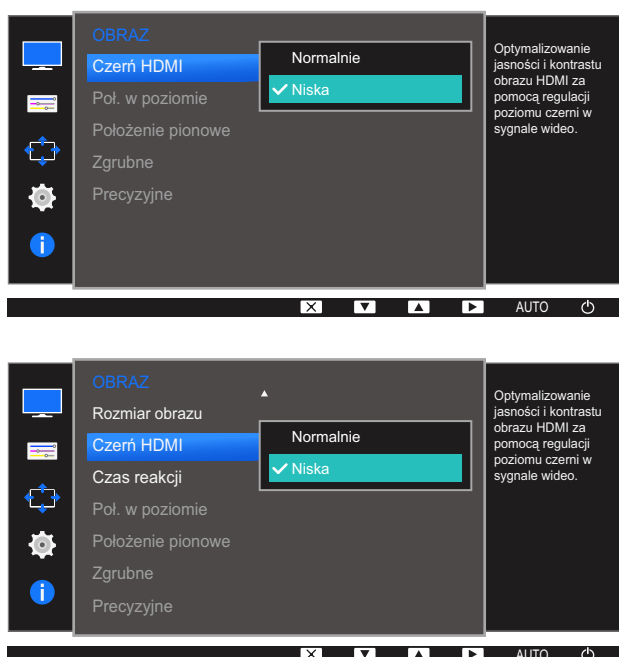 OBRAZ
Czerń HDMI
Poł. w poziomie
Położenie pionowe
Zgrubne
Precyzyjne
Normalnie
Niska
Optymalizowanie
jasności i kontrastu
obrazu HDMI za
pomocą regulacji
poziomu czerni w
sygnale wideo.
AUTO
OBRAZ
Rozmiar obrazu
Czerń HDMI
Czas reakcji
Poł. w poziomie
Położenie pionowe
Zgrubne
Precyzyjne
Normalnie
Niska
Optymalizowanie
jasności i kontrastu
obrazu HDMI za
pomocą regulacji
poziomu czerni w
sygnale wideo.
AUTO